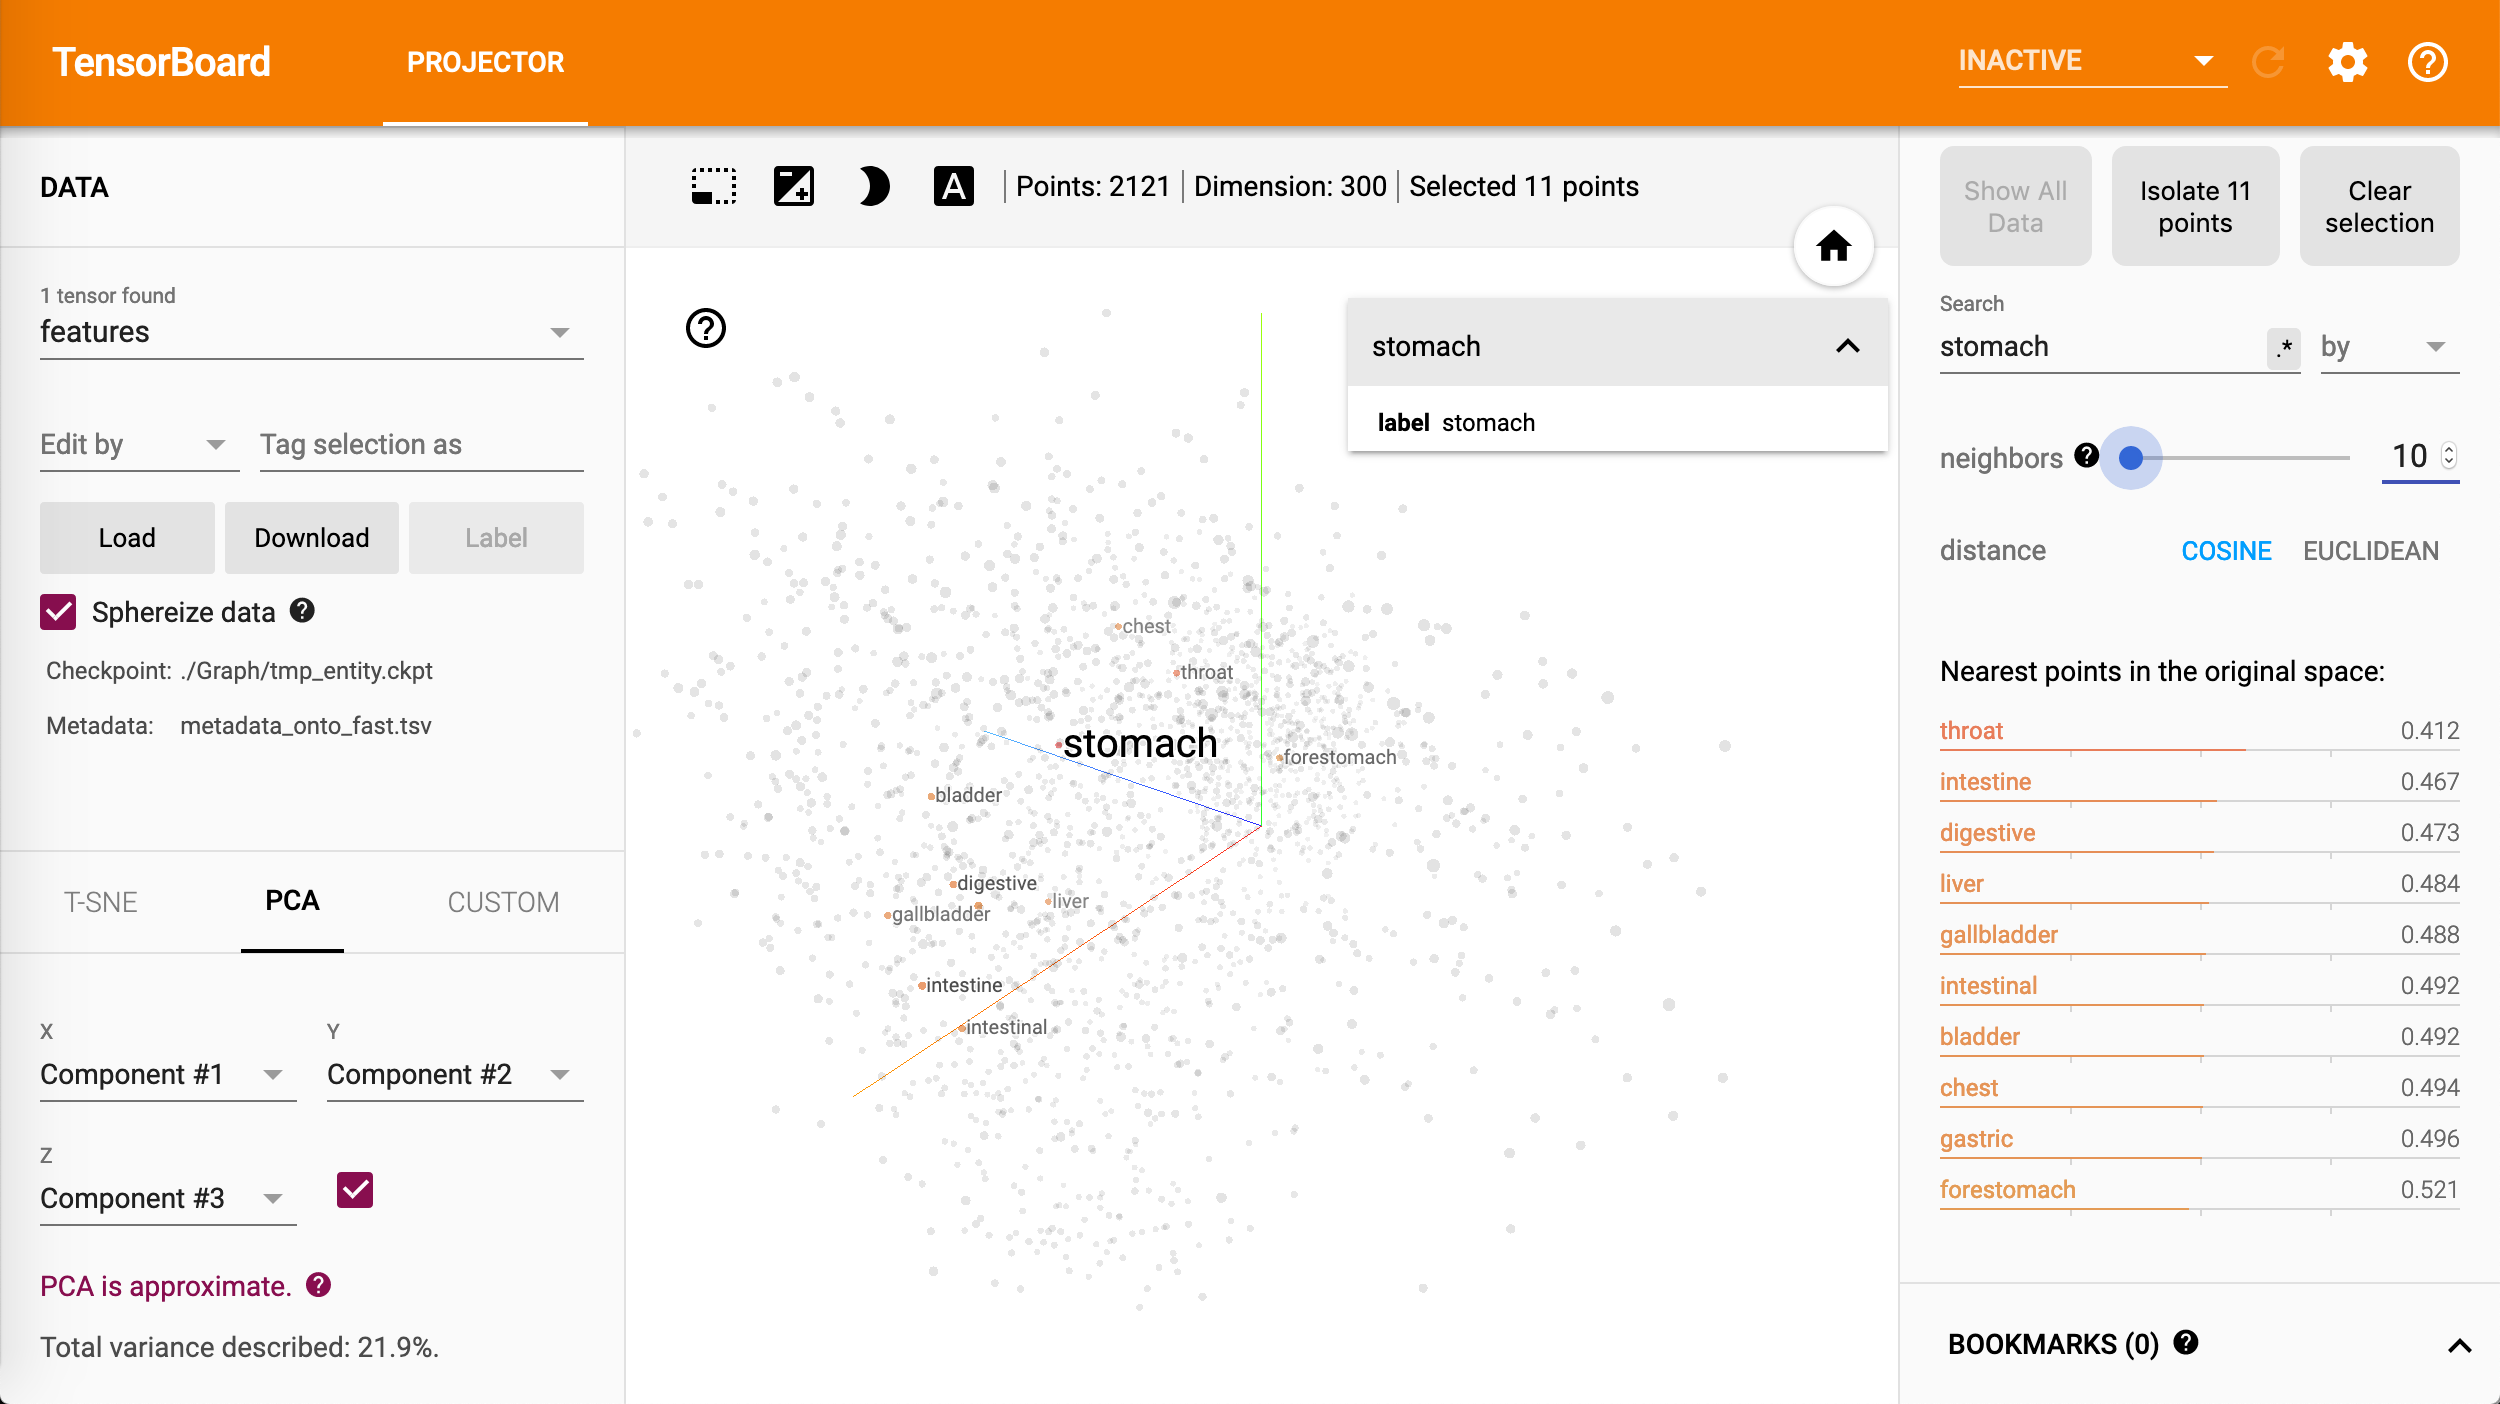 TensorBoard
PROJECTOR
INACTIVE
DATA
1 tensor found
features
Edit by
Tag selection as
Load
Download
Label
Sphereize data
Checkpoint: ./Graph/tmp_entity.ckpt
Metadata: metadata_onto_fast.tsv
T-SNE
PCA
CUSTOM
X
Component #1
Y
Component #2
Z
Component #3
PCA is approximate.
Total variance described: 21.9%.
A
Points: 2121
Dimension: 300
Selected 11 points
stomach
label stomach
chest
throat
stomach
forestomach
bladder
digestive
liver
gallbladder
intestine
intestinal
Show All
Data
Isolate 11
points
Clear
selection
Search
stomach
.*
by
neighbors
10
distance
COSINE
EUCLIDEAN
Nearest points in the original space:
throat 0.412
intestine 0.467
digestive 0.473
liver 0.484
gallbladder 0.488
intestinal 0.492
bladder 0.492
chest 0.494
gastric 0.496
forestomach 0.521
BOOKMARKS (0)